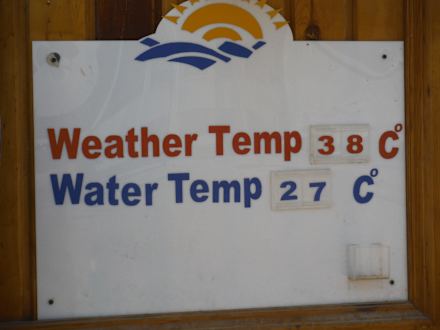 Weather Temp 38 C°
Water Temp 27 C°